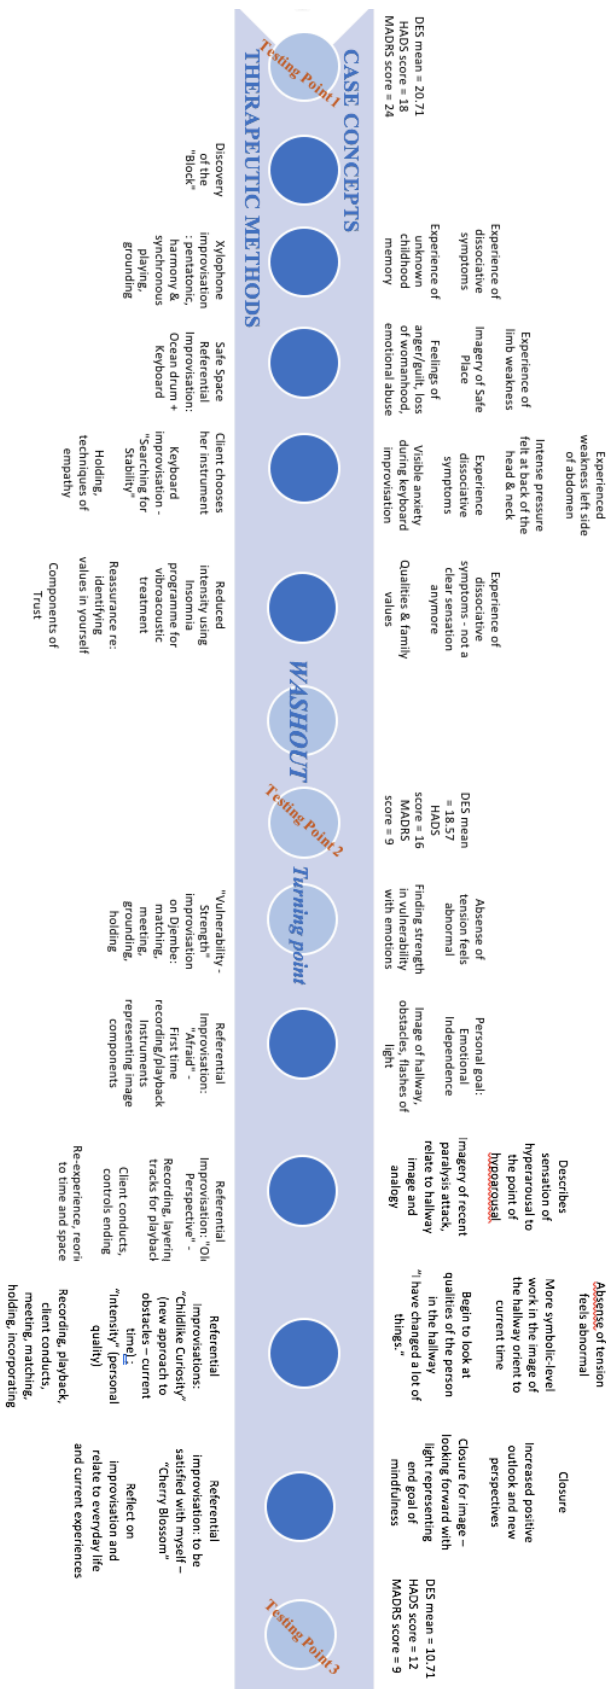 DES mean = 20.71
HADS score = 18
MADRS score = 24
CASE CONCEPTS
Testing Point 1
THERAPEUTIC METHODS
Discovery
of the
"Block"
Experience of
dissociative
symptoms
Experience of
unknown
childhood
memory
Xylophone
improvisation
: pentatonic,
harmony &
synchronous
playing,
grounding
Experience of
limb weakness
Imagery of Safe
Place
Feelings of
anger/guilt, loss
of womanhood,
emotional abuse
Safe Space
Referential
Improvisation:
Ocean drum +
Keyboard
Experienced
weakness left side
of abdomen
Intense pressure
felt at back of the
head & neck
Experience
dissociative
symptoms
Visible anxiety
during keyboard
improvisation
Client chooses
her instrument
Keyboard
improvisation -
"Searching for
Stability"
Holding,
techniques of
empathy
Experience of
dissociative
symptoms - not a
clear sensation
anymore
Qualities & family
values
Reduced
intensity using
Insomnia
programme for
vibroacoustic
treatment
Reassurance re:
identifying
values in yourself
Components of
Trust
WASHOUT
DES mean
= 18.57
HADS
score = 16
MADRS
score = 9
Testing Point 2
Absense of
tension feels
abnormal
Finding strength
in vulnerability
with emotions
Turning point
"Vulnerability -
Strength"
improvisation
on Djembe:
matching,
meeting,
grounding,
holding
Personal goal:
Emotional
Independence
Image of hallway,
obstacles, flashes of
light
Referential
Improvisation:
"Afraid" -
First time
recording/playback
Instruments
representing image
components
Describes
sensation of
hyperarousal to
the point of
hypoarousal
Imagery of recent
paralysis attack,
relate to hallway
image and
analogy
Referential
Improvisation: "Ol
Perspective" -
Recording, layerin
tracks for playback
Client conducts,
controls ending
Re-experience, reori
to time and space
Absense of tension
feels abnormal
More symbolic-level
work in the image of
the hallway orient to
current time
Begin to look at
qualities of the person
in the hallway
"I have changed a lot of
things."
Referential
improvisations:
"Childlike Curiosity"
(new approach to
obstacles – current
time) ;
"Intensity" (personal
quality)
Recording, playback,
client conducts,
meeting, matching,
holding, incorporating
Closure
Increased positive
outlook and new
perspectives
Closure for image –
looking forward with
light representing
end goal of
mindfulness
Referential
improvisation: to be
satisfied with myself –
"Cherry Blossom"
Reflect on
improvisation and
relate to everyday life
and current experiences
DES mean = 10.71
HADS score = 12
MADRS score = 9
Testing Point 3